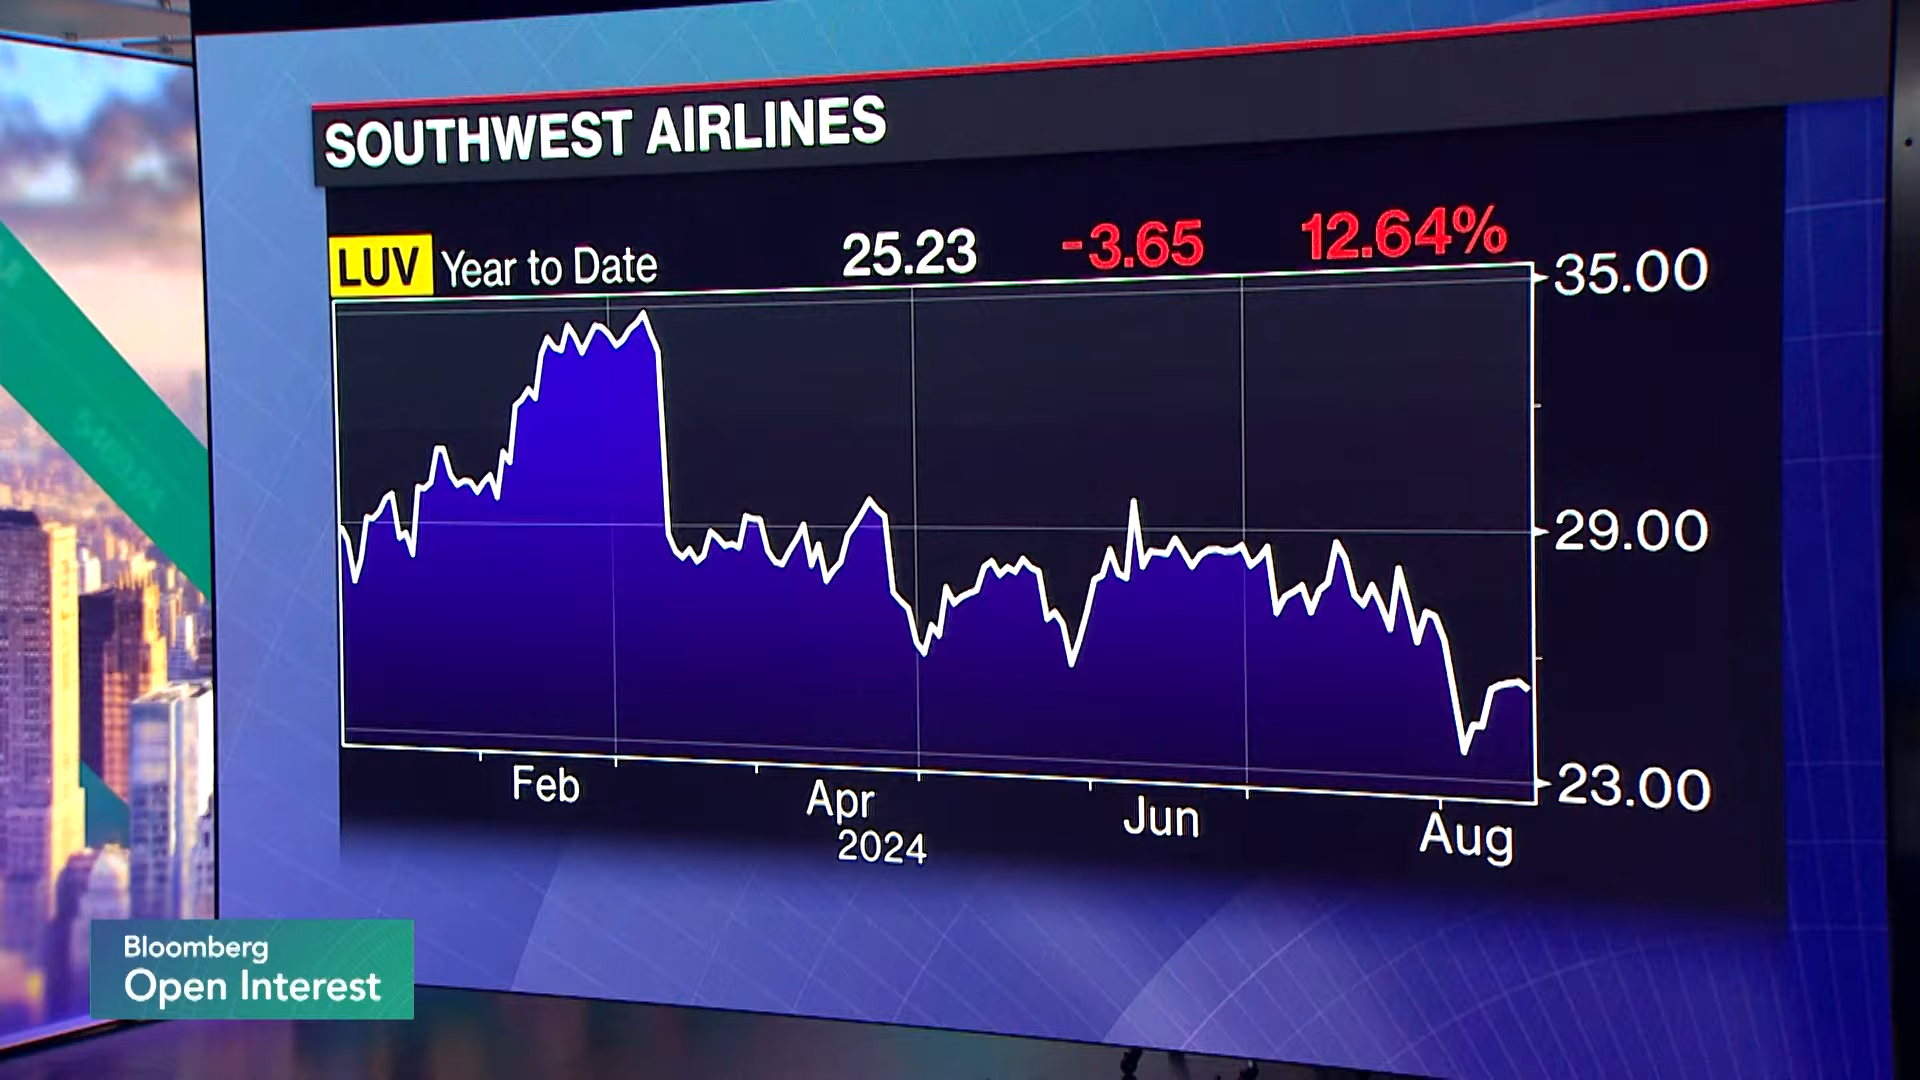 SOUTHWEST AIRLINES
LUV Year to Date 25.23 -3.65 12.64%
35.00
29.00
23.00
Feb Apr Jun Aug
2024
Bloomberg
Open Interest